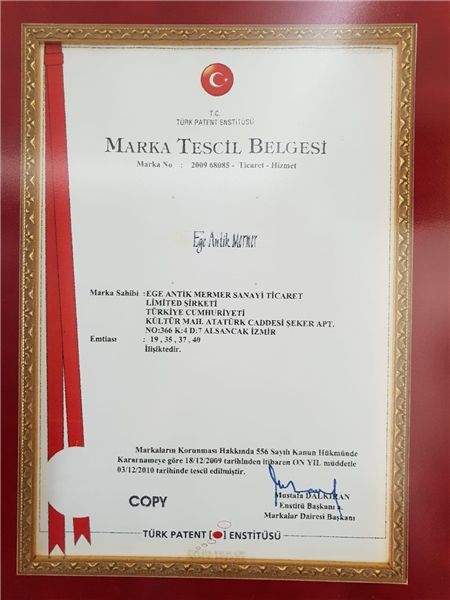 T.C.
TÜRK PATENT ENSTİTÜSÜ
MARKA TESCİL BELGESİ
Marka No : 2009 68085 - Ticaret - Hizmet
Ege Antik Mermer
Marka Sahibi : EGE ANTİK MERMER SANAYİ TİCARET
LİMİTED ŞİRKETİ
TÜRKİYE CUMHURİYETİ
KÜLTÜR MAH. ATATÜRK CADDESİ ŞEKER APT.
NO:366 K:4 D:7 ALSANCAK İZMİR
Emtiası : 19 , 35 , 37 , 40
İlişiktedir.
Markaların Korunması Hakkında 556 Sayılı Kanun Hükmünde
Kararnameye göre 18/12/2009 tarihinden itibaren ON YIL müddetle
03/12/2010 tarihinde tescil edilmiştir.
Mustafa DALKIRAN
Enstitü Başkanı a.
Markalar Dairesi Başkanı
COPY
TÜRK PATENT ENSTİTÜSÜ